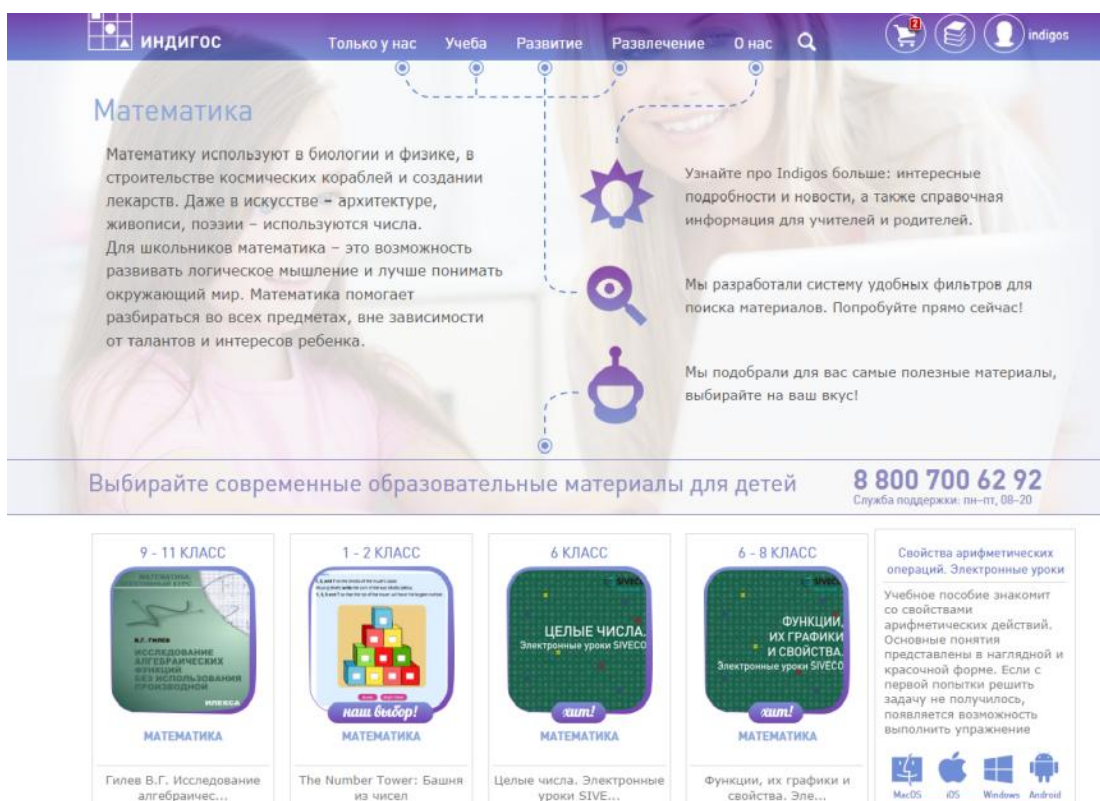 индигос
Только у нас Учеба Развитие Развлечение О нас
2
indigos
Математика
Математику используют в биологии и физике, в
строительстве космических кораблей и создании
лекарств. Даже в искусстве – архитектуре,
живописи, поэзии – используются числа.
Для школьников математика – это возможность
развивать логическое мышление и лучше понимать
окружающий мир. Математика помогает
разбираться во всех предметах, вне зависимости
от талантов и интересов ребенка.
Узнайте про Indigos больше: интересные
подробности и новости, а также справочная
информация для учителей и родителей.
Мы разработали систему удобных фильтров для
поиска материалов. Попробуйте прямо сейчас!
Мы подобрали для вас самые полезные материалы,
выбирайте на ваш вкус!
Выбирайте современные образовательные материалы для детей
8 800 700 62 92
Служба поддержки: пн–пт, 08–20
9 - 11 КЛАСС
МАТЕМАТИКА
В.Г. ГИЛЕВ
ИССЛЕДОВАНИЕ
АЛГЕБРАИЧЕСКИХ
ФУНКЦИЙ
БЕЗ ИСПОЛЬЗОВАНИЯ
ПРОИЗВОДНОЙ
ИЛЕКСА
МАТЕМАТИКА
Гилев В.Г. Исследование
алгебраичес...
1 - 2 КЛАСС
наш выбор!
МАТЕМАТИКА
The Number Tower: Башня
из чисел
6 КЛАСС
SIVECO
ЦЕЛЫЕ ЧИСЛА.
Электронные уроки SIVECO
хит!
МАТЕМАТИКА
Целые числа. Электронные
уроки SIVE...
6 - 8 КЛАСС
SIVECO
ФУНКЦИИ,
ИХ ГРАФИКИ
И СВОЙСТВА.
Электронные уроки SIVECO
хит!
МАТЕМАТИКА
Функции, их графики и
свойства. Эле...
Свойства арифметических
операций. Электронные уроки
Учебное пособие знакомит
со свойствами
арифметических действий.
Основные понятия
представлены в наглядной и
красочной форме. Если с
первой попытки решить
задачу не получилось,
появляется возможность
выполнить упражнение
MacOS iOS Windows Android